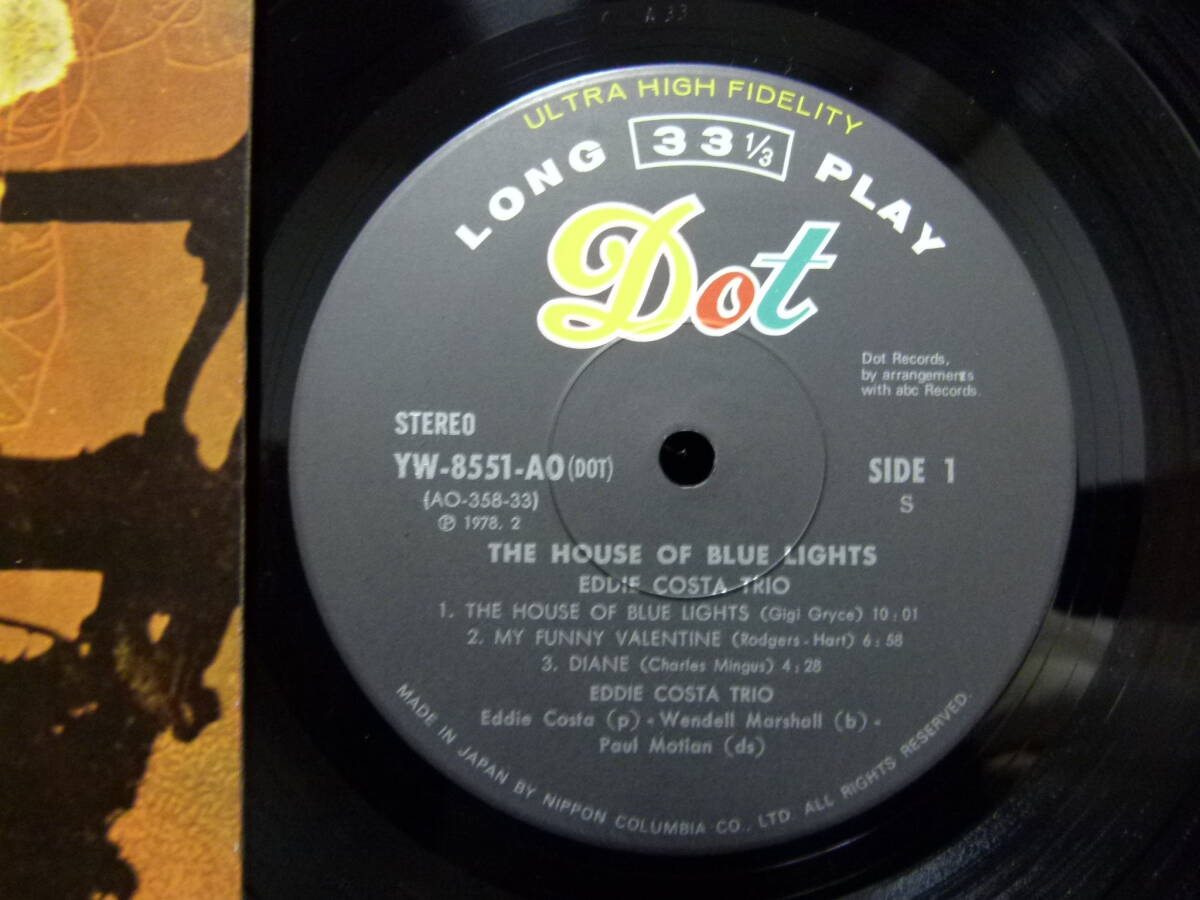 A 33
ULTRA HIGH FIDELITY
LONG 33 1/3 PLAY
Dot
Dot Records,
by arrangements
with abc Records.
STEREO
YW-8551-AO (DOT)
(AO-358-33)
℗ 1978. 2
SIDE 1
S
THE HOUSE OF BLUE LIGHTS
EDDIE COSTA TRIO
1. THE HOUSE OF BLUE LIGHTS (Gigi Gryce) 10:01
2. MY FUNNY VALENTINE (Rodgers-Hart) 6:58
3. DIANE (Charles Mingus) 4:28
EDDIE COSTA TRIO
Eddie Costa (p) - Wendell Marshall (b) -
Paul Motian (ds)
MADE IN JAPAN BY NIPPON COLUMBIA CO., LTD ALL RIGHTS RESERVED.